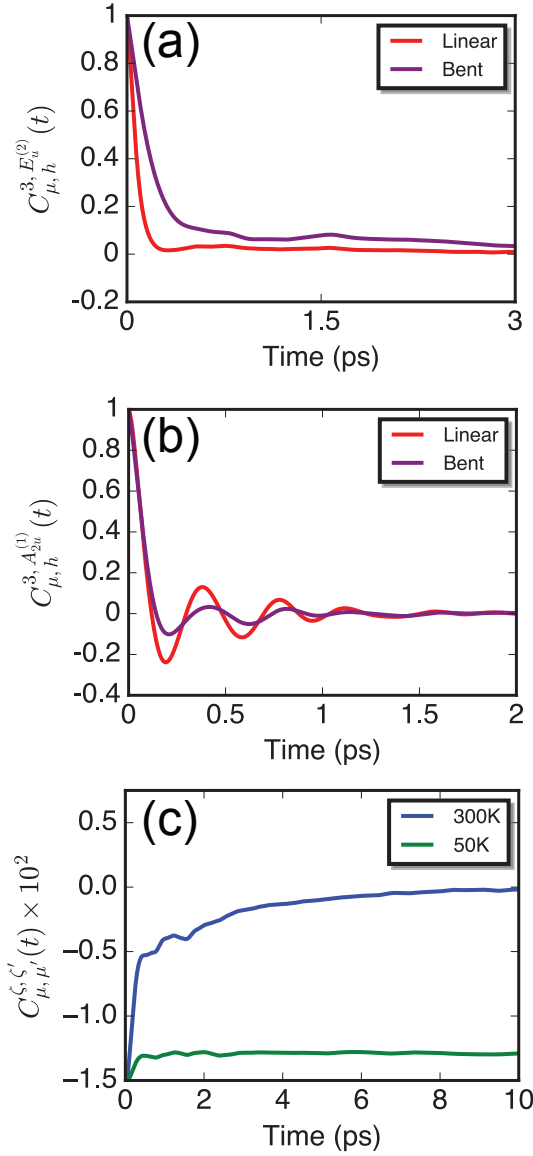 (a)
Linear
Bent
1
0.8
0.6
0.4
0.2
0
-0.2
C^{3,E_u^{(2)}}_{μ,h}(t)
0
1.5
3
Time (ps)
(b)
Linear
Bent
1
0.8
0.6
0.4
0.2
0
-0.2
-0.4
C^{3,A_{2u}^{(1)}}_{μ,h}(t)
0
0.5
1
1.5
2
Time (ps)
(c)
300K
50K
0.5
0.0
−0.5
−1.0
−1.5
C^{ζ,ζ′}_{μ,μ′}(t) × 10^2
0
2
4
6
8
10
Time (ps)